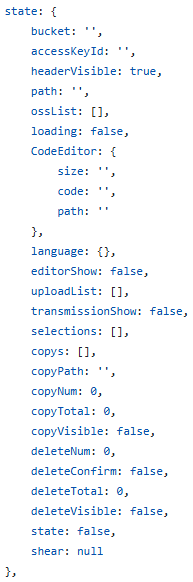 state: {
bucket: '',
accessKeyId: '',
headerVisible: true,
path: '',
ossList: [],
loading: false,
CodeEditor: {
size: '',
code: '',
path: ''
},
language: {},
editorShow: false,
uploadList: [],
transmissionShow: false,
selections: [],
copys: [],
copyPath: '',
copyNum: 0,
copyTotal: 0,
copyVisible: false,
deleteNum: 0,
deleteConfirm: false,
deleteTotal: 0,
deleteVisible: false,
state: false,
shear: null
},